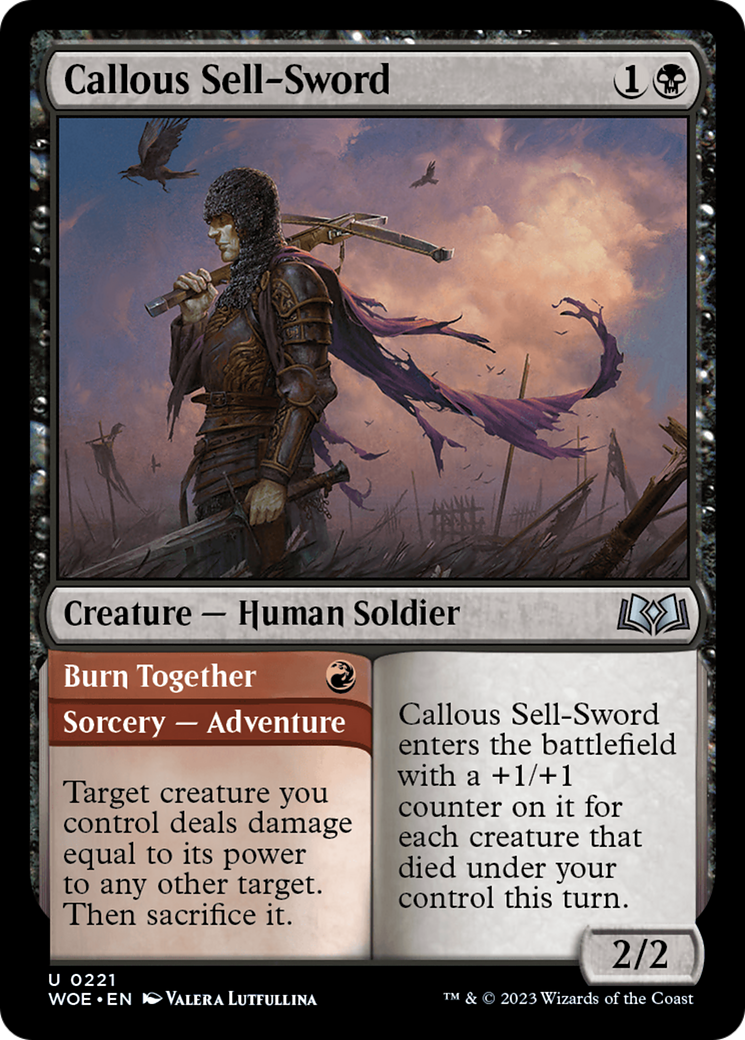 Callous Sell-Sword 1
Creature — Human Soldier
Burn Together
Sorcery — Adventure
Target creature you
control deals damage
equal to its power
to any other target.
Then sacrifice it.
Callous Sell-Sword
enters the battlefield
with a +1/+1
counter on it for
each creature that
died under your
control this turn.
2/2
U 0221
WOE • EN Valera Lutfullina
™ & © 2023 Wizards of the Coast